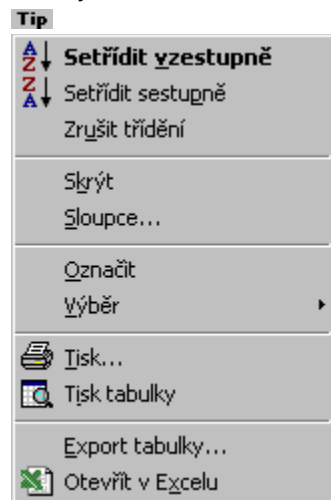 Tip
Setřídit vzestupně
Setřídit sestupně
Zrušit třídění
Skrýt
Sloupce...
Označit
Výběr
Tisk...
Tisk tabulky
Export tabulky...
Otevřít v Excelu